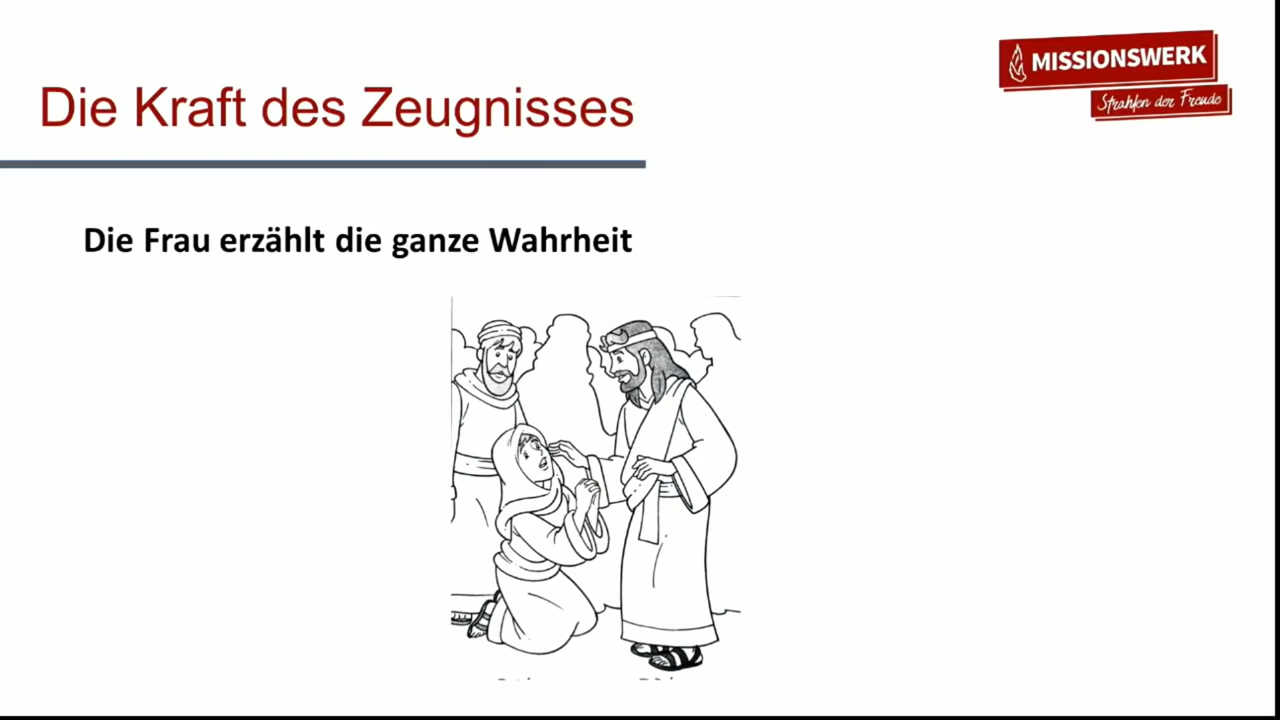 Die Kraft des Zeugnisses
MISSIONSWERK
Strahlen der Freude
Die Frau erzählt die ganze Wahrheit